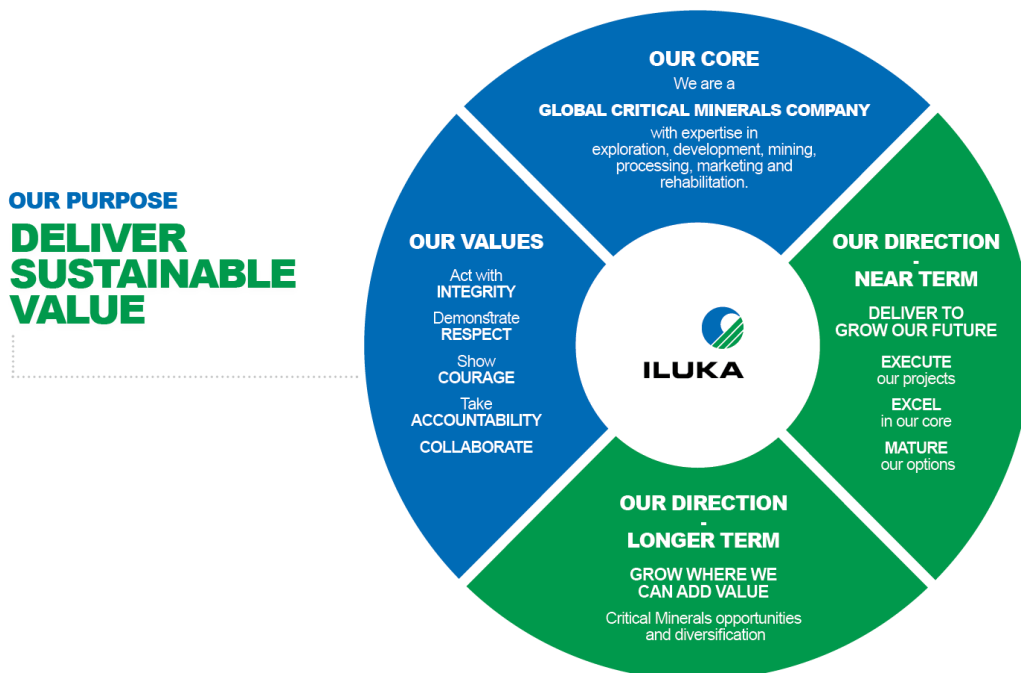 OUR PURPOSE
DELIVER
SUSTAINABLE
VALUE
OUR CORE
We are a
GLOBAL CRITICAL MINERALS COMPANY
with expertise in
exploration, development, mining,
processing, marketing and
rehabilitation.
OUR VALUES
Act with
INTEGRITY
Demonstrate
RESPECT
Show
COURAGE
Take
ACCOUNTABILITY
COLLABORATE
ILUKA
OUR DIRECTION
-
NEAR TERM
DELIVER TO
GROW OUR FUTURE
EXECUTE
our projects
EXCEL
in our core
MATURE
our options
OUR DIRECTION
-
LONGER TERM
GROW WHERE WE
CAN ADD VALUE
Critical Minerals opportunities
and diversification